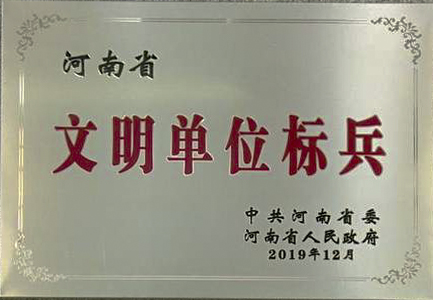 河南省
文明单位标兵
中共河南省委
河南省人民政府
2019年12月